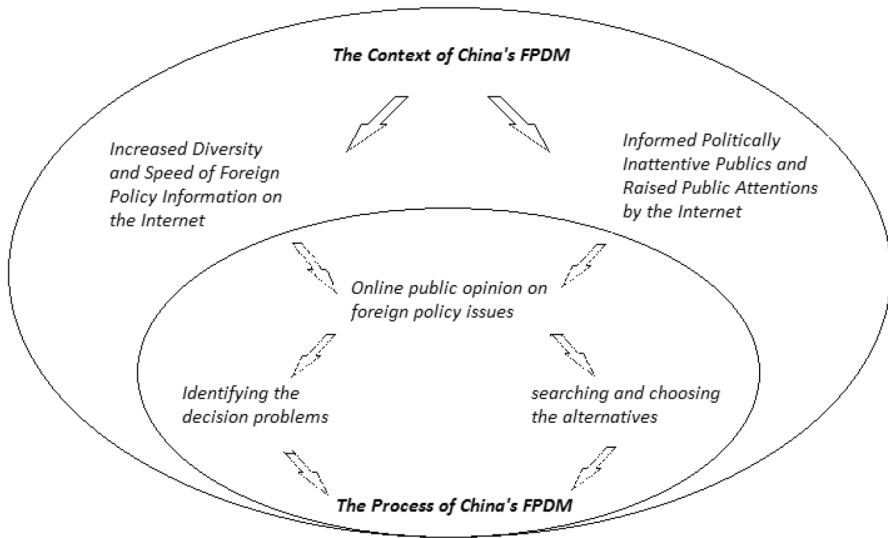 The Context of China's FPDM
Increased Diversity
and Speed of Foreign
Policy Information on
the Internet
Informed Politically
Inattentive Publics and
Raised Public Attentions
by the Internet
Online public opinion on
foreign policy issues
Identifying the
decision problems
searching and choosing
the alternatives
The Process of China's FPDM